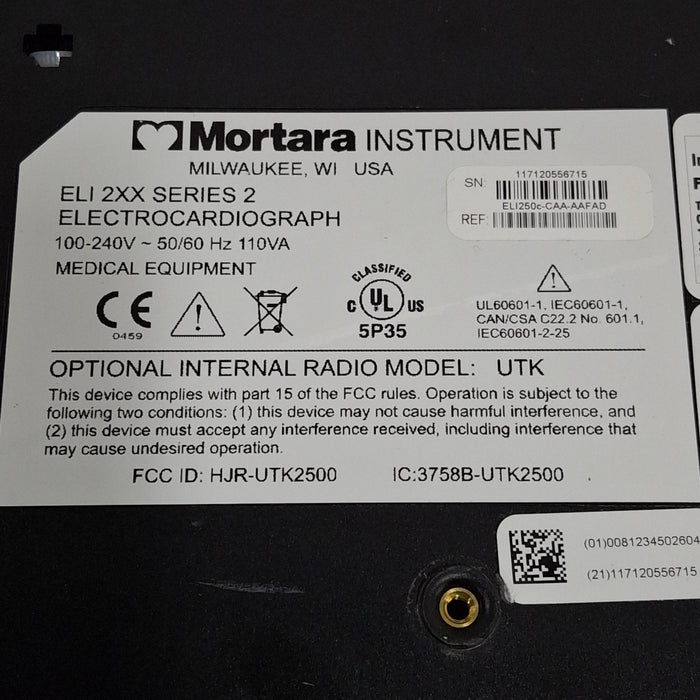 Mortara INSTRUMENT
MILWAUKEE, WI USA
ELI 2XX SERIES 2
ELECTROCARDIOGRAPH
100-240V ~ 50/60 Hz 110VA
MEDICAL EQUIPMENT
SN: 117120556715
ELI250c-CAA-AAFAD
REF:
CE
0459
CLASSIFIED
C UL US
5P35
UL60601-1, IEC60601-1,
CAN/CSA C22.2 No. 601.1,
IEC60601-2-25
OPTIONAL INTERNAL RADIO MODEL: UTK
This device complies with part 15 of the FCC rules. Operation is subject to the
following two conditions: (1) this device may not cause harmful interference, and
(2) this device must accept any interference received, including interference that
may cause undesired operation.
FCC ID: HJR-UTK2500 IC:3758B-UTK2500
(01)0081234502604
(21)117120556715